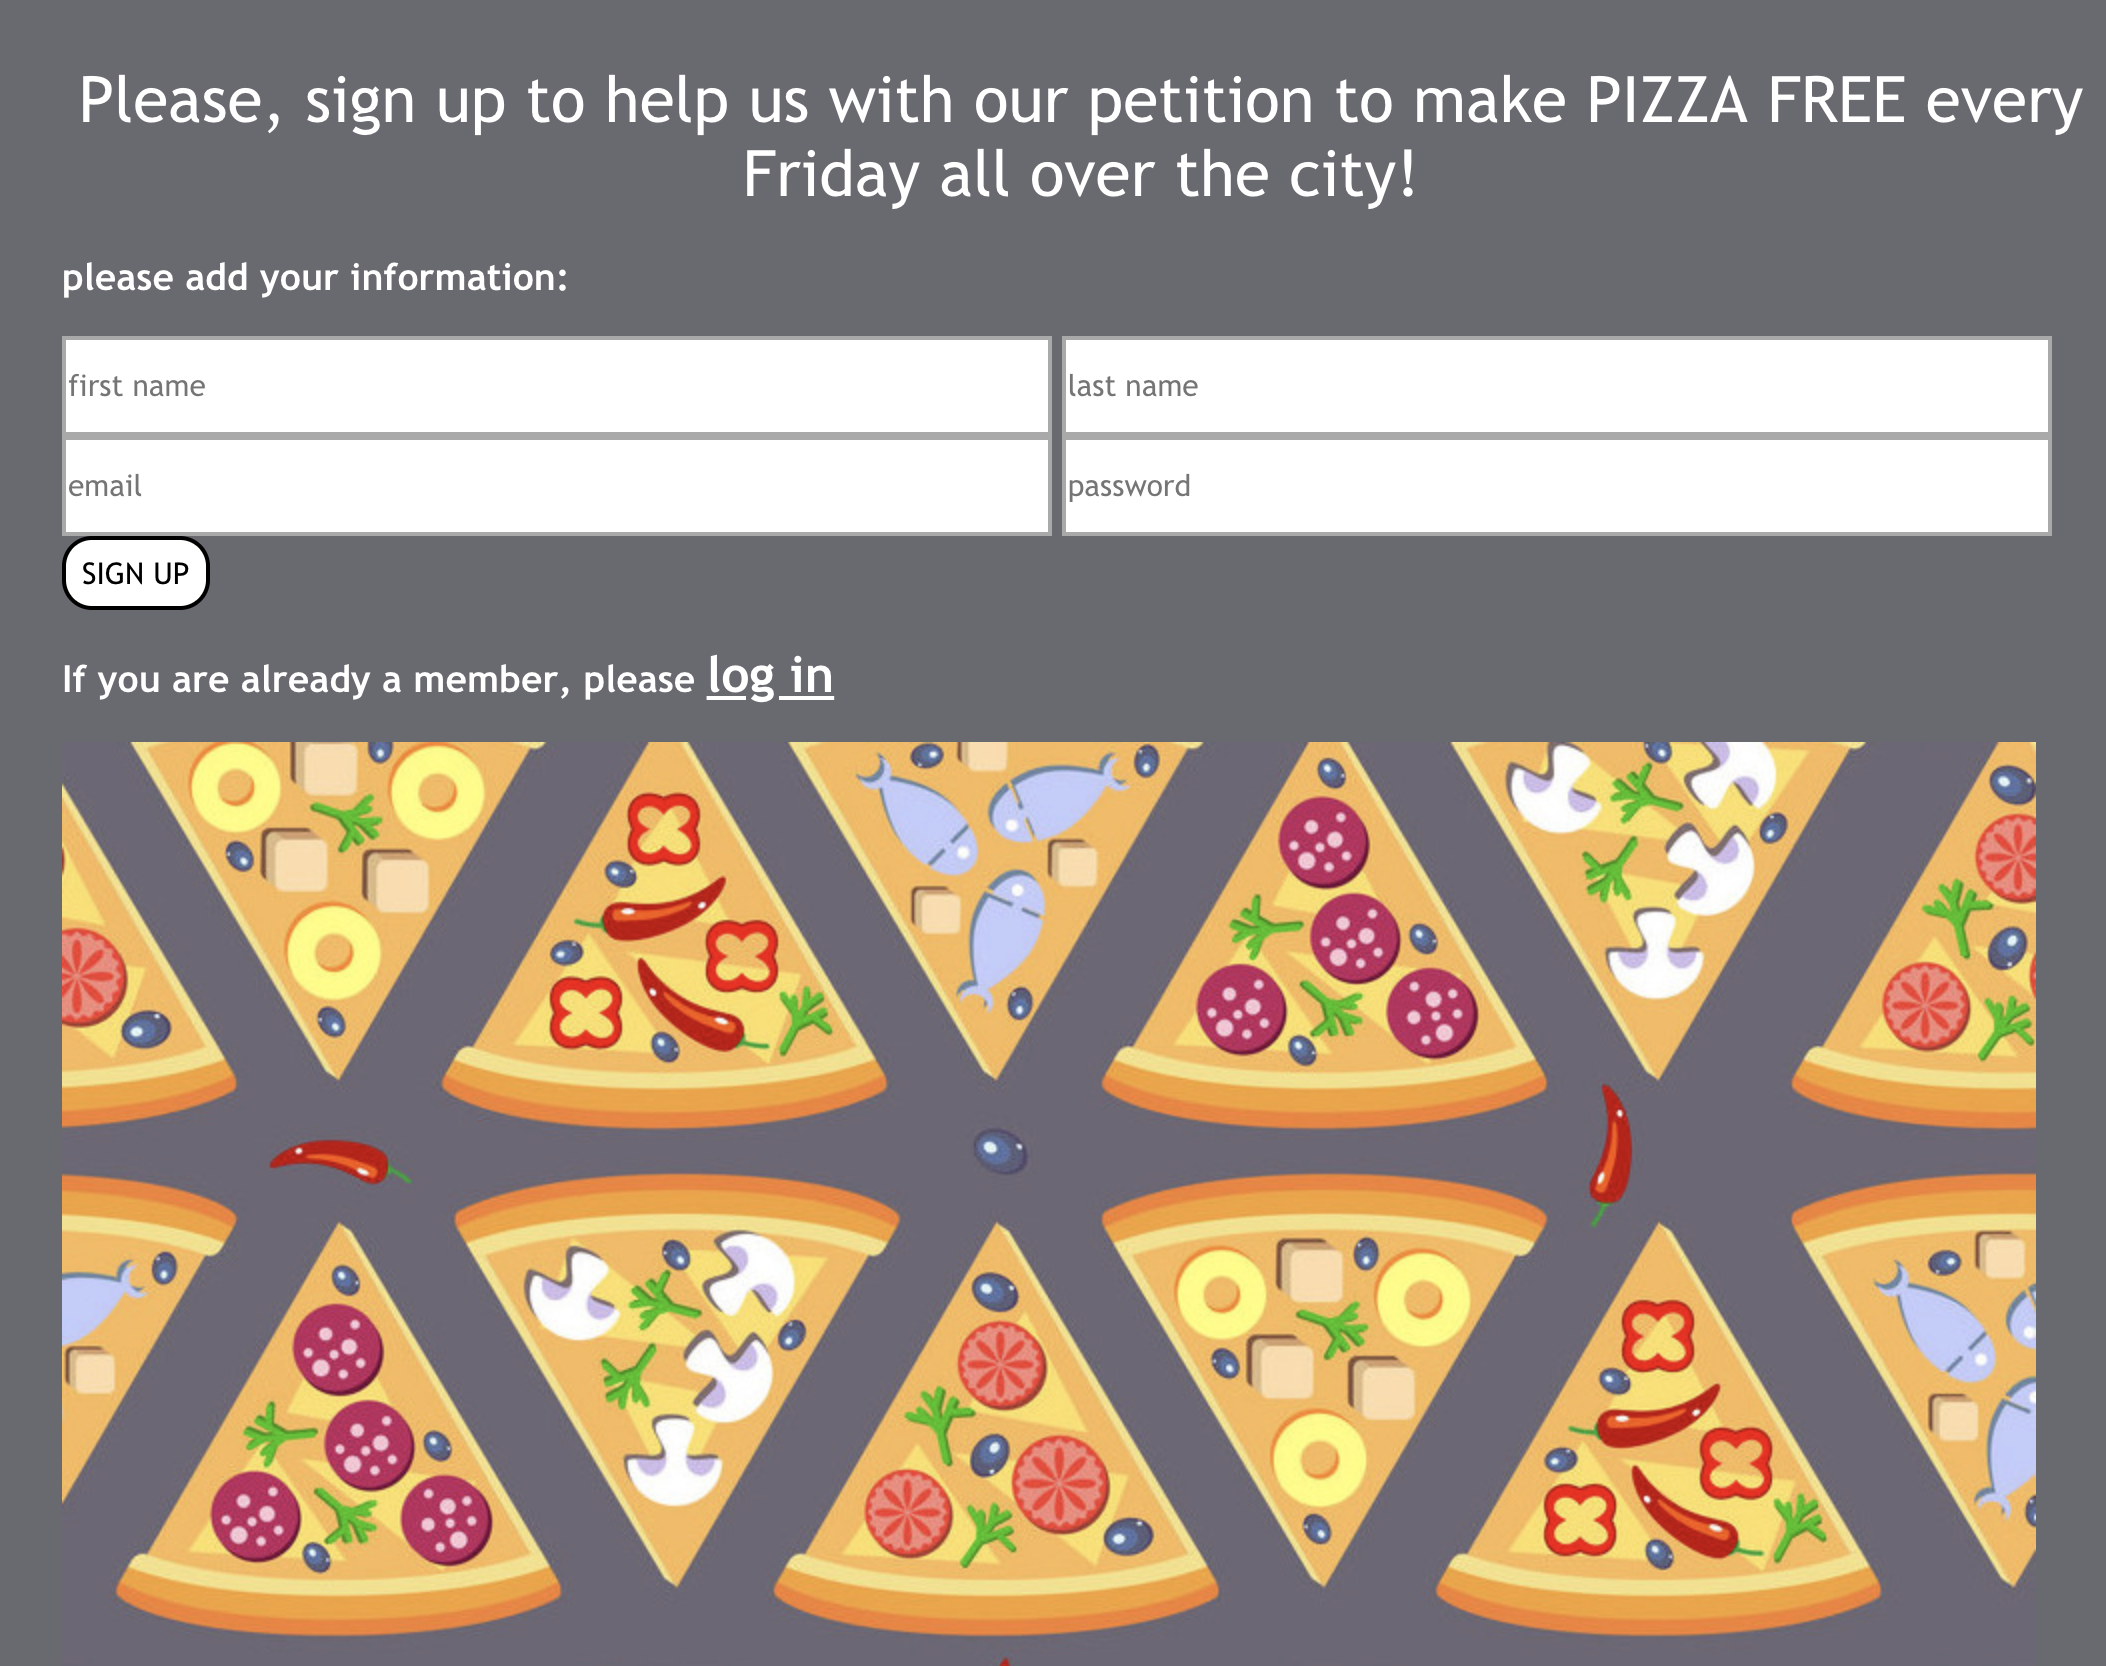 Please, sign up to help us with our petition to make PIZZA FREE every
Friday all over the city!
please add your information:
first name
last name
email
password
SIGN UP
If you are already a member, please log in